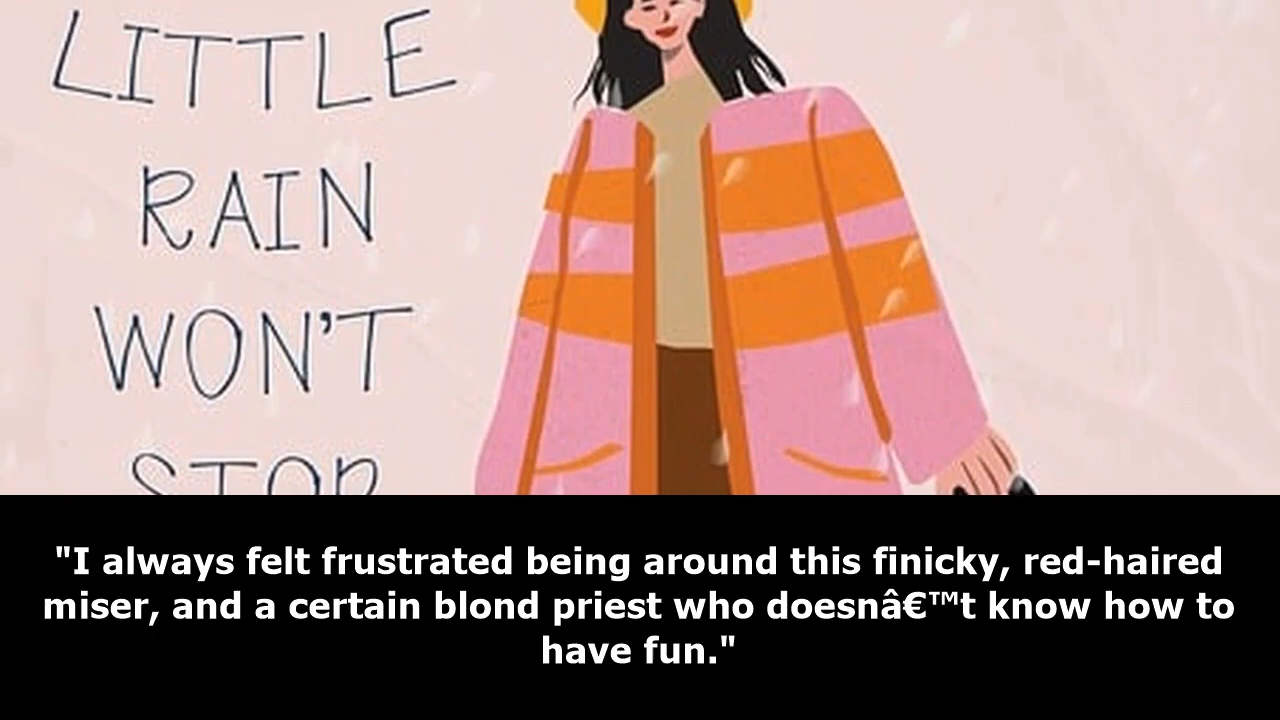 LITTLE
RAIN
WON'T
STOP
"I always felt frustrated being around this finicky, red-haired
miser, and a certain blond priest who doesnâ€™t know how to
have fun."